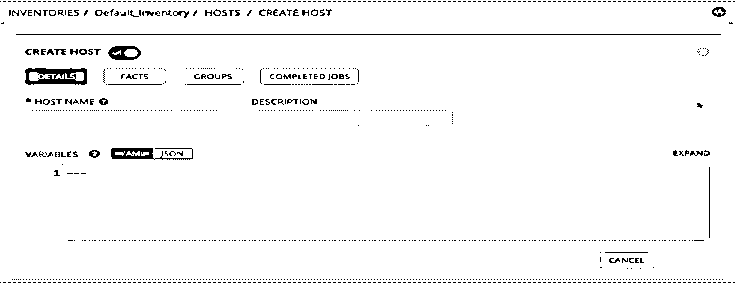 INVENTORIES / Default_Inventory / HOSTS / CREATE HOST
CREATE HOST
DETAILS FACTS GROUPS COMPLETED JOBS
* HOST NAME ? DESCRIPTION
VARIABLES ? YAML JSON EXPAND
1 ---
CANCEL